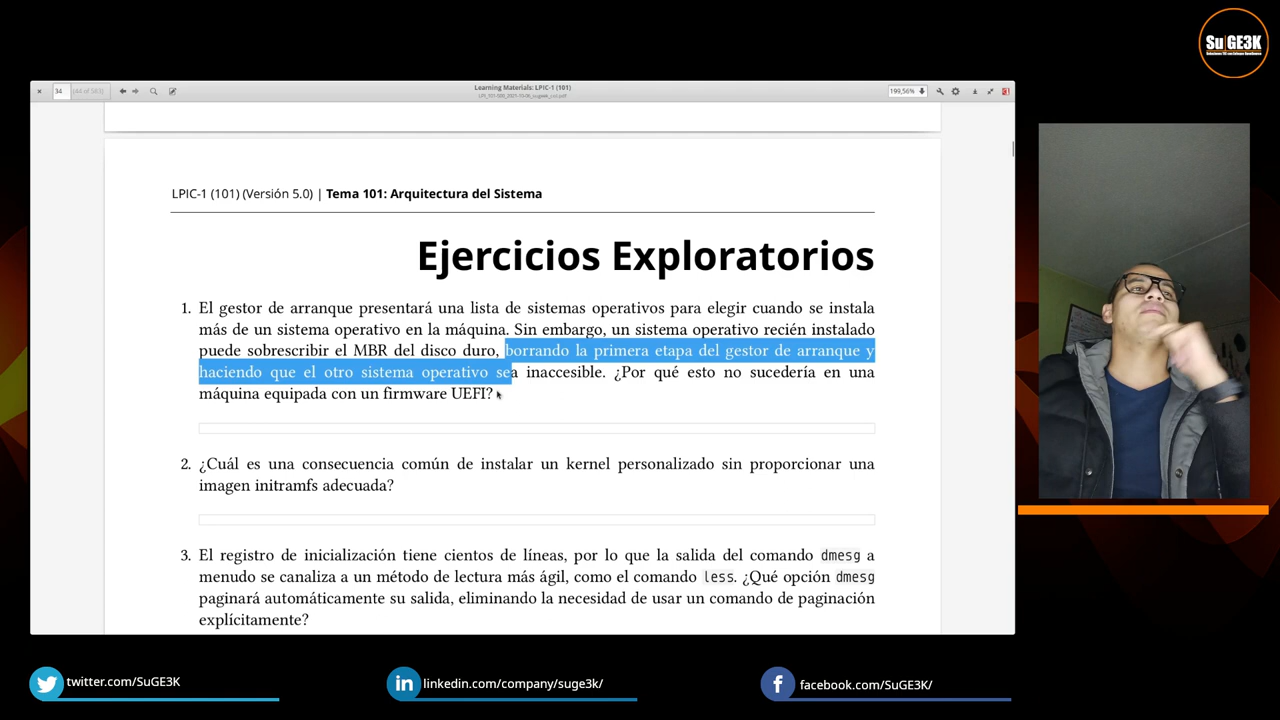 Su GE3K
34
(44 of 563)
Learning Materials: LPIC-1 (101)
199,56%
LPIC-1 (101) (Versión 5.0) | Tema 101: Arquitectura del Sistema
Ejercicios Exploratorios
1. El gestor de arranque presentará una lista de sistemas operativos para elegir cuando se instala
más de un sistema operativo en la máquina. Sin embargo, un sistema operativo recién instalado
puede sobrescribir el MBR del disco duro, borrando la primera etapa del gestor de arranque y
haciendo que el otro sistema operativo sea inaccesible. ¿Por qué esto no sucedería en una
máquina equipada con un firmware UEFI?
2. ¿Cuál es una consecuencia común de instalar un kernel personalizado sin proporcionar una
imagen initramfs adecuada?
3. El registro de inicialización tiene cientos de líneas, por lo que la salida del comando dmesg a
menudo se canaliza a un método de lectura más ágil, como el comando less. ¿Qué opción dmesg
paginará automáticamente su salida, eliminando la necesidad de usar un comando de paginación
explícitamente?
twitter.com/SuGE3K
linkedin.com/company/suge3k/
facebook.com/SuGE3K/